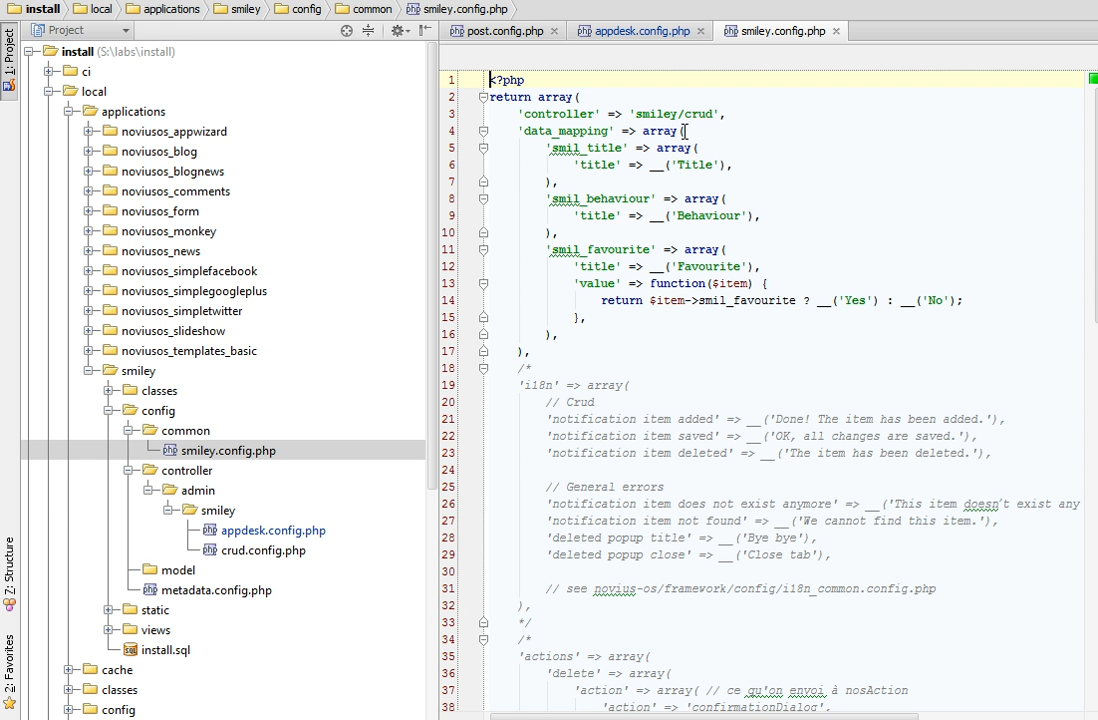 install local applications smiley config common smiley.config.php
Project
post.config.php appdesk.config.php smiley.config.php
1: Project
7: Structure
2: Favorites
install (S:\labs\install)
ci
local
applications
noviusos_appwizard
noviusos_blog
noviusos_blognews
noviusos_comments
noviusos_form
noviusos_monkey
noviusos_news
noviusos_simplefacebook
noviusos_simplegoogleplus
noviusos_simpletwitter
noviusos_slideshow
noviusos_templates_basic
smiley
classes
config
common
smiley.config.php
controller
admin
smiley
appdesk.config.php
crud.config.php
model
metadata.config.php
static
views
install.sql
cache
classes
config
1 <?php
2 return array(
3 'controller' => 'smiley/crud',
4 'data_mapping' => array(
5 'smil_title' => array(
6 'title' => __('Title'),
7 ),
8 'smil_behaviour' => array(
9 'title' => __('Behaviour'),
10 ),
11 'smil_favourite' => array(
12 'title' => __('Favourite'),
13 'value' => function($item) {
14 return $item->smil_favourite ? __('Yes') : __('No');
15 },
16 ),
17 ),
18 /*
19 'i18n' => array(
20 // Crud
21 'notification item added' => __('Done! The item has been added.'),
22 'notification item saved' => __('OK, all changes are saved.'),
23 'notification item deleted' => __('The item has been deleted.'),
24
25 // General errors
26 'notification item does not exist anymore' => __('This item doesn't exist any
27 'notification item not found' => __('We cannot find this item.'),
28 'deleted popup title' => __('Bye bye'),
29 'deleted popup close' => __('Close tab'),
30
31 // see novius-os/framework/config/i18n_common.config.php
32 ),
33 */
34 /*
35 'actions' => array(
36 'delete' => array(
37 'action' => array( // ce qu'on envoi à nosAction
38 'action' => 'confirmationDialog',